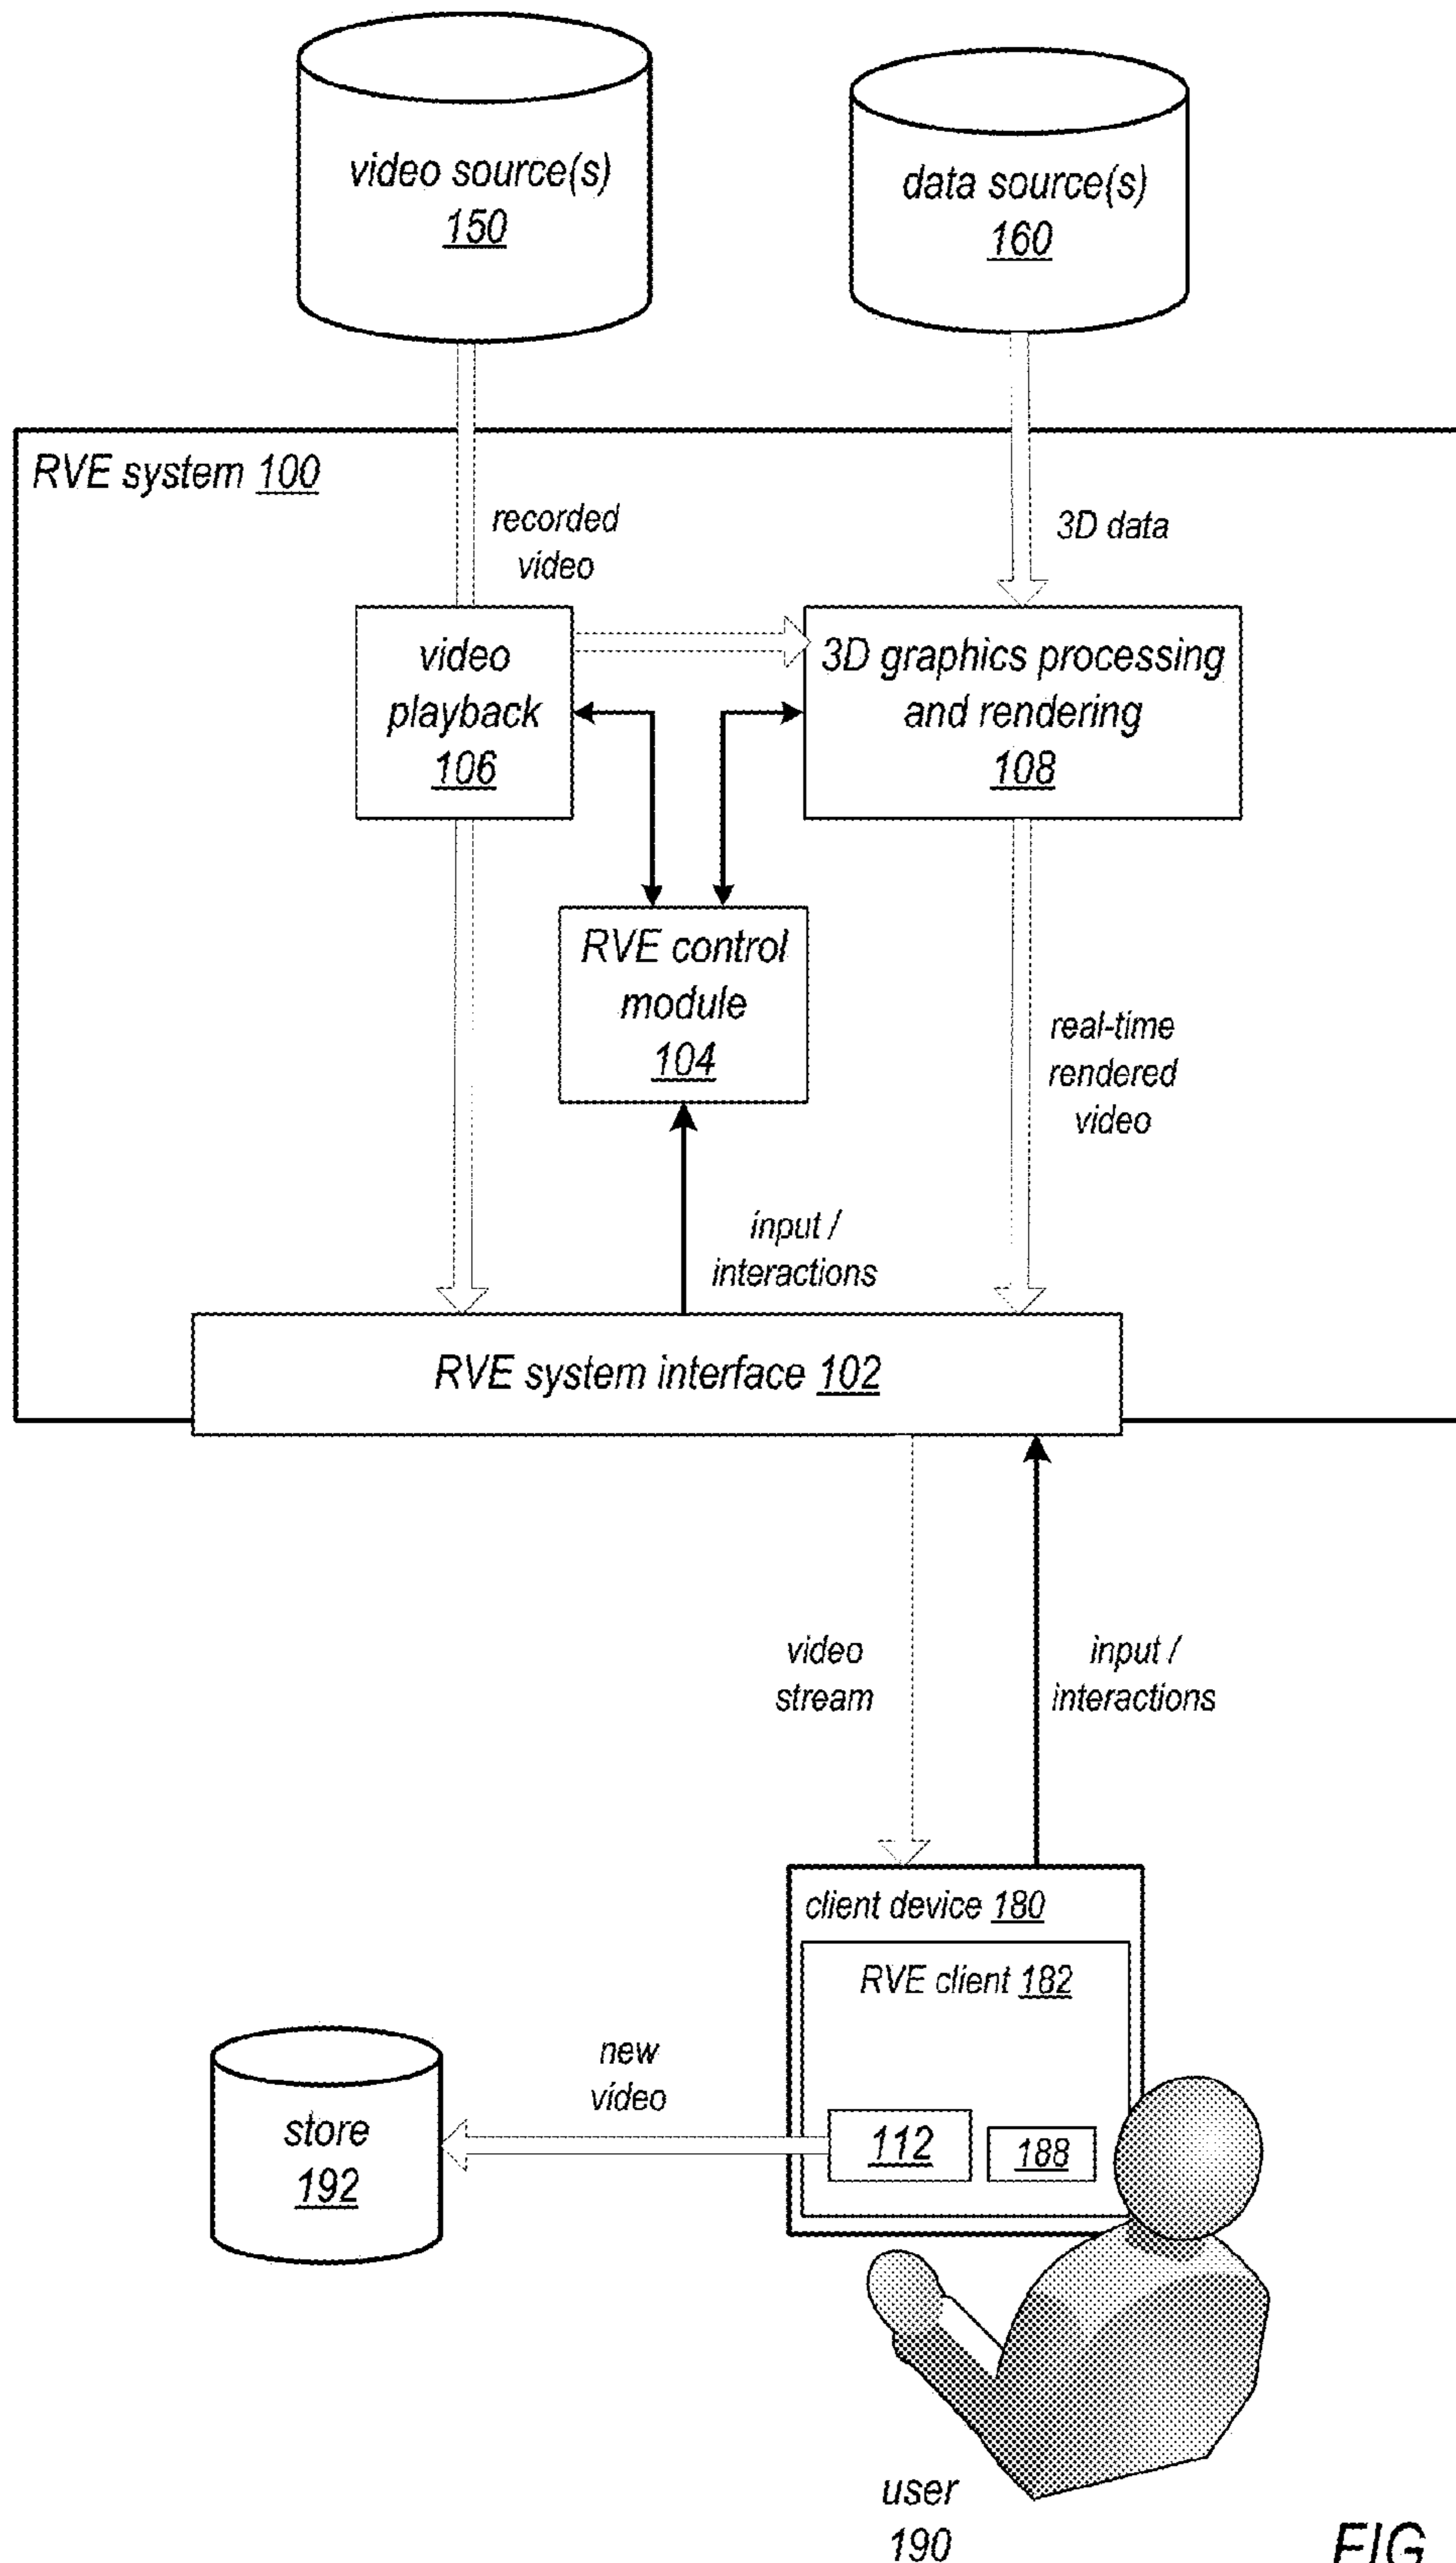 video source(s)
150
data source(s)
160
RVE system 100
recorded
video
3D data
video
playback
106
3D graphics processing
and rendering
108
RVE control
module
104
real-time
rendered
video
input /
interactions
RVE system interface 102
video
stream
input /
interactions
client device 180
RVE client 182
new
video
112
188
store
192
user
190
FIG